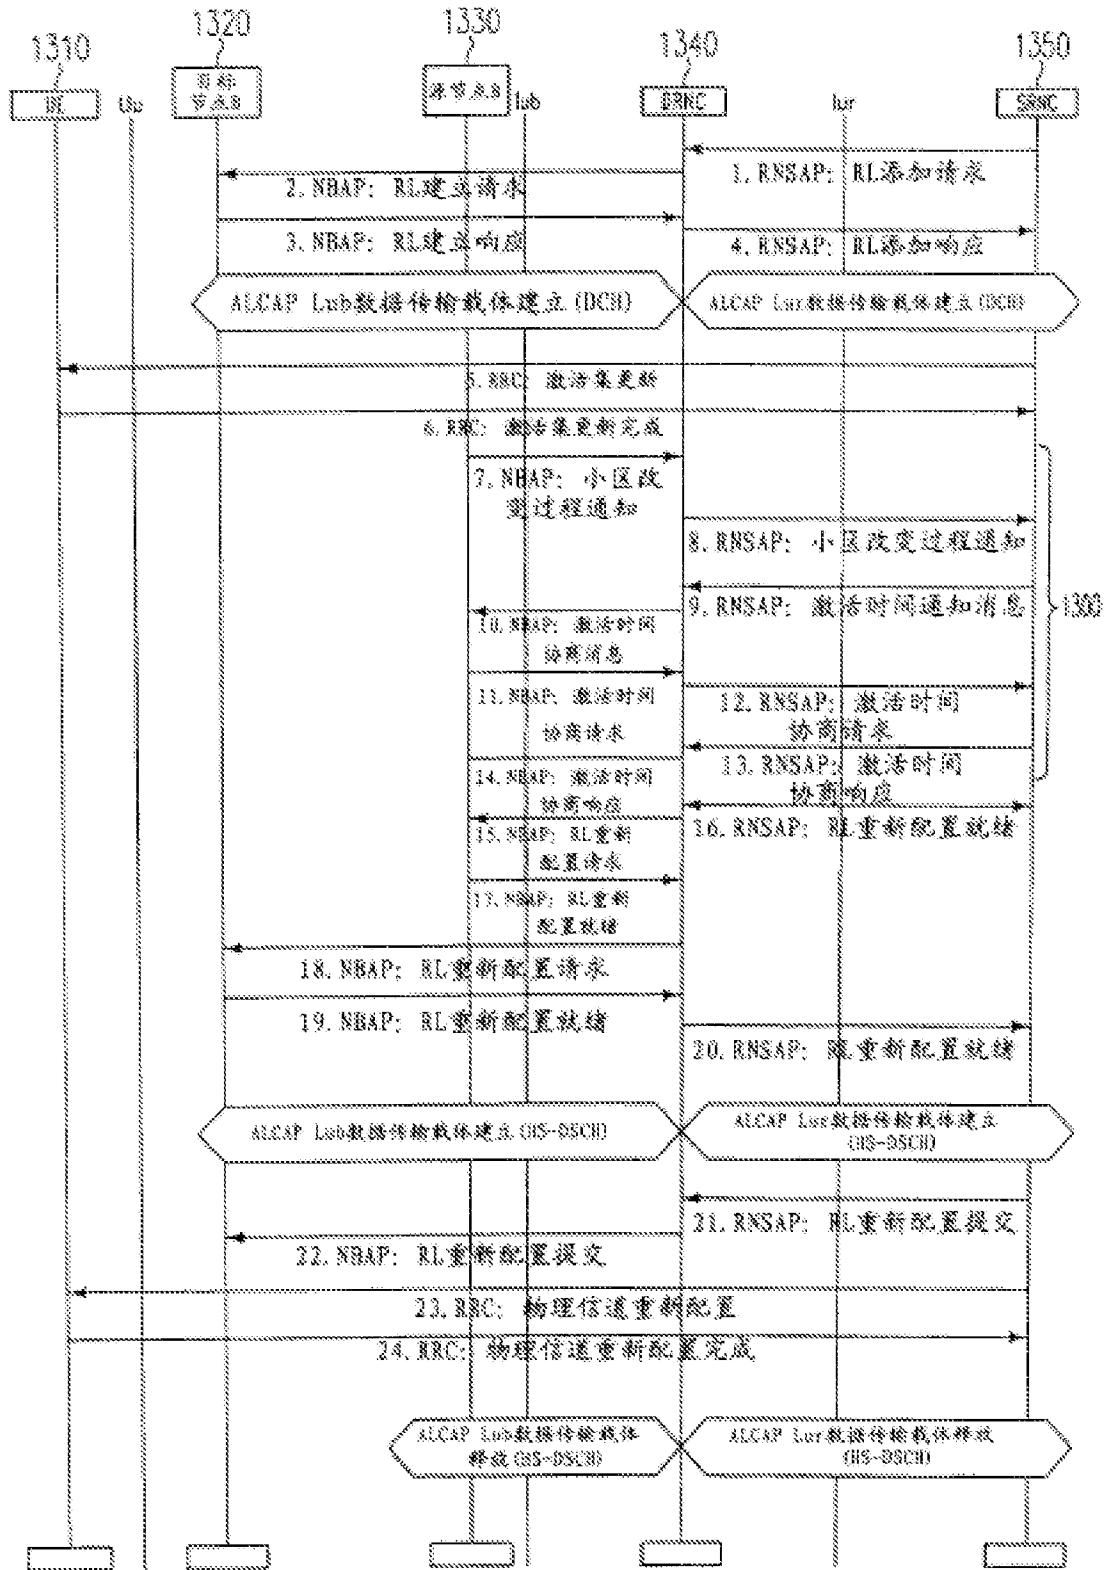 1310
1320
1330
1340
1350
UE
Uu
目标
节点B
源节点B
Iub
DRNC
Iur
SRNC
1.RNSAP: RL添加请求
2.NBAP: RL建立请求
3.NBAP: RL建立响应
4.RNSAP: RL添加响应
ALCAP Lub数据传输载体建立(DCH)
ALCAP Lur数据传输载体建立(DCH)
5.RRC: 激活集更新
6.RRC: 激活集更新完成
7.NBAP: 小区改
变过程通知
8.RNSAP: 小区改变过程通知
9.RNSAP: 激活时间通知消息
1300
10.NBAP: 激活时间
协商消息
11.NBAP: 激活时间
协商请求
12.RNSAP: 激活时间
协商请求
13.RNSAP: 激活时间
协商响应
14.NBAP: 激活时间
协商响应
15.NBAP: RL重新
配置请求
16.RNSAP: RL重新配置就绪
17.NBAP: RL重新
配置就绪
18.NBAP: RL重新配置请求
19.NBAP: RL重新配置就绪
20.RNSAP: RL重新配置就绪
ALCAP Lub数据传输载体建立(HS-DSCH)
ALCAP Lur数据传输载体建立
(HS-DSCH)
21.RNSAP: RL重新配置提交
22.NBAP: RL重新配置提交
23.RRC: 物理信道重新配置
24.RRC: 物理信道重新配置完成
ALCAP Lub数据传输载体
释放(HS-DSCH)
ALCAP Lur数据传输载体释放
(HS-DSCH)